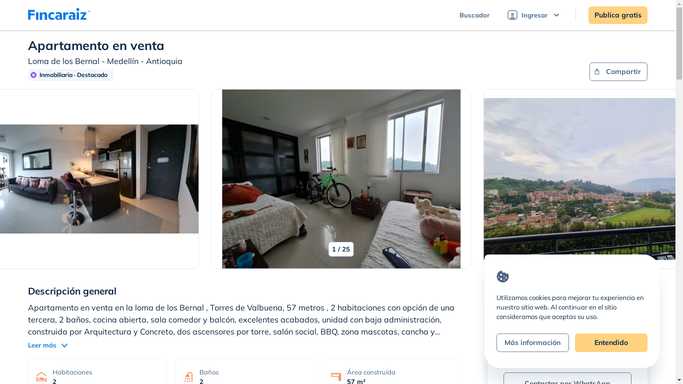 Fincaraiz
Buscador
Ingresar
Publica gratis
Apartamento en venta
Loma de los Bernal - Medellín - Antioquia
Inmobiliaria · Destacado
Compartir
1 / 25
Descripción general
Apartamento en venta en la loma de los Bernal , Torres de Valbuena, 57 metros , 2 habitaciones con opción de una
tercera, 2 baños, cocina abierta, sala comedor y balcón, excelentes acabados, unidad con baja administración,
construida por Arquitectura y Concreto, dos ascensores por torre, salón social, BBQ, zona mascotas, cancha y...
Leer más
Habitaciones
2
Baños
2
Área construida
57 m²
Utilizamos cookies para mejorar tu experiencia en
nuestro sitio web. Al continuar en el sitio
consideramos que aceptas su uso.
Más información
Entendido
Contactar por WhatsApp